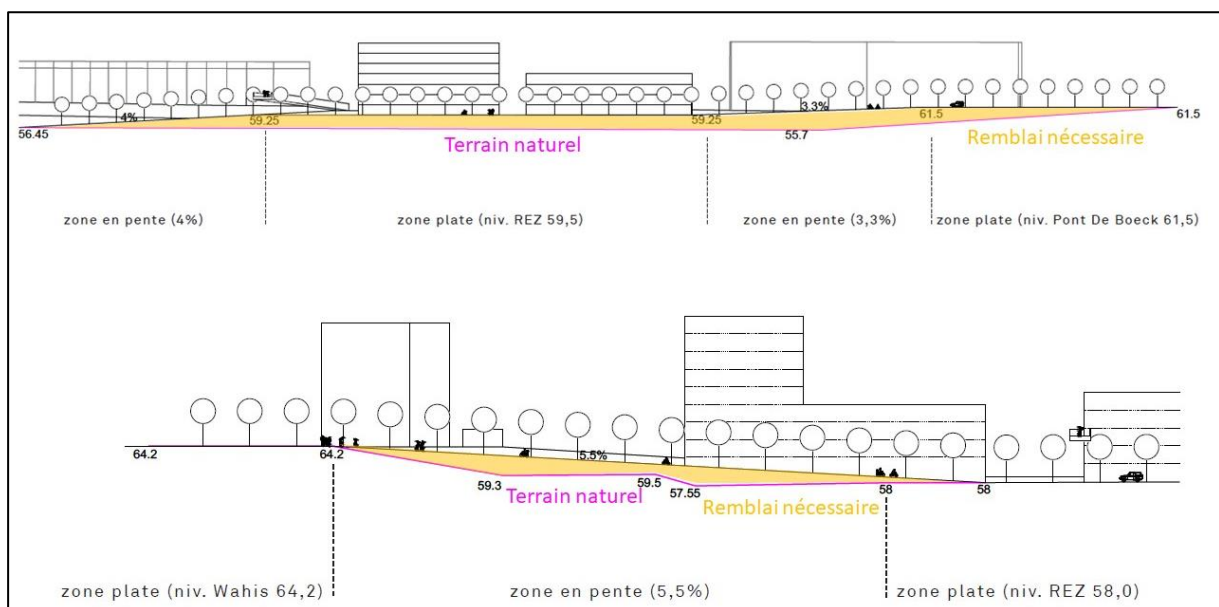 4%
59.25
59.25
3.3%
61.5
56.45
55.7
61.5
Terrain naturel
Remblai nécessaire
zone en pente (4%)
zone plate (niv. REZ 59,5)
zone en pente (3,3%)
zone plate (niv. Pont De Boeck 61,5)
64.2
64.2
5.5%
59.3
59.5
57.55
58
58
Terrain naturel
Remblai nécessaire
zone plate (niv. Wahis 64,2)
zone en pente (5,5%)
zone plate (niv. REZ 58,0)